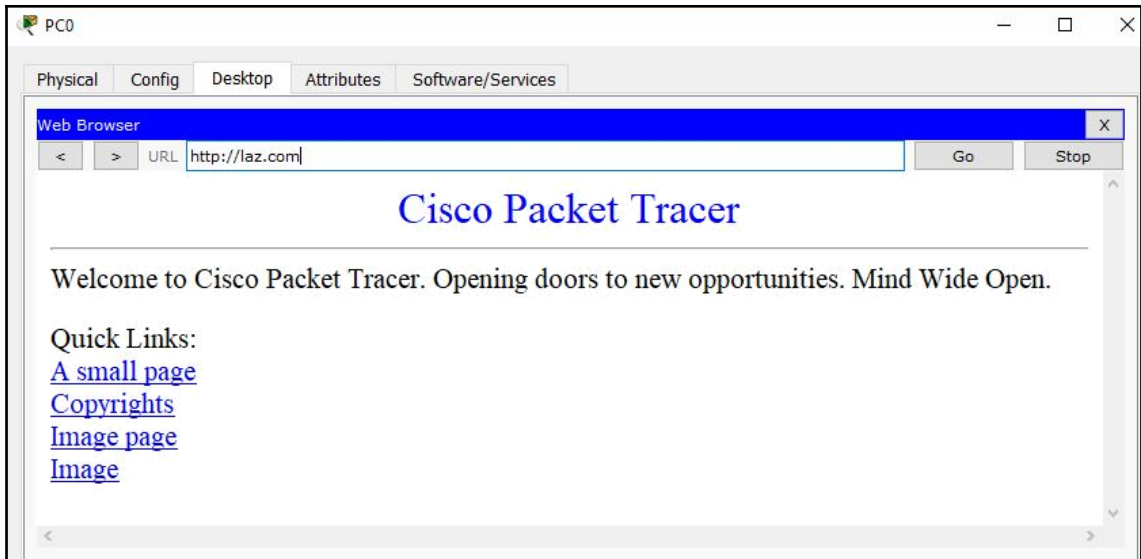 PC0
Physical Config Desktop Attributes Software/Services
Web Browser X
< > URL http://laz.com Go Stop
Cisco Packet Tracer
Welcome to Cisco Packet Tracer. Opening doors to new opportunities. Mind Wide Open.
Quick Links:
A small page
Copyrights
Image page
Image